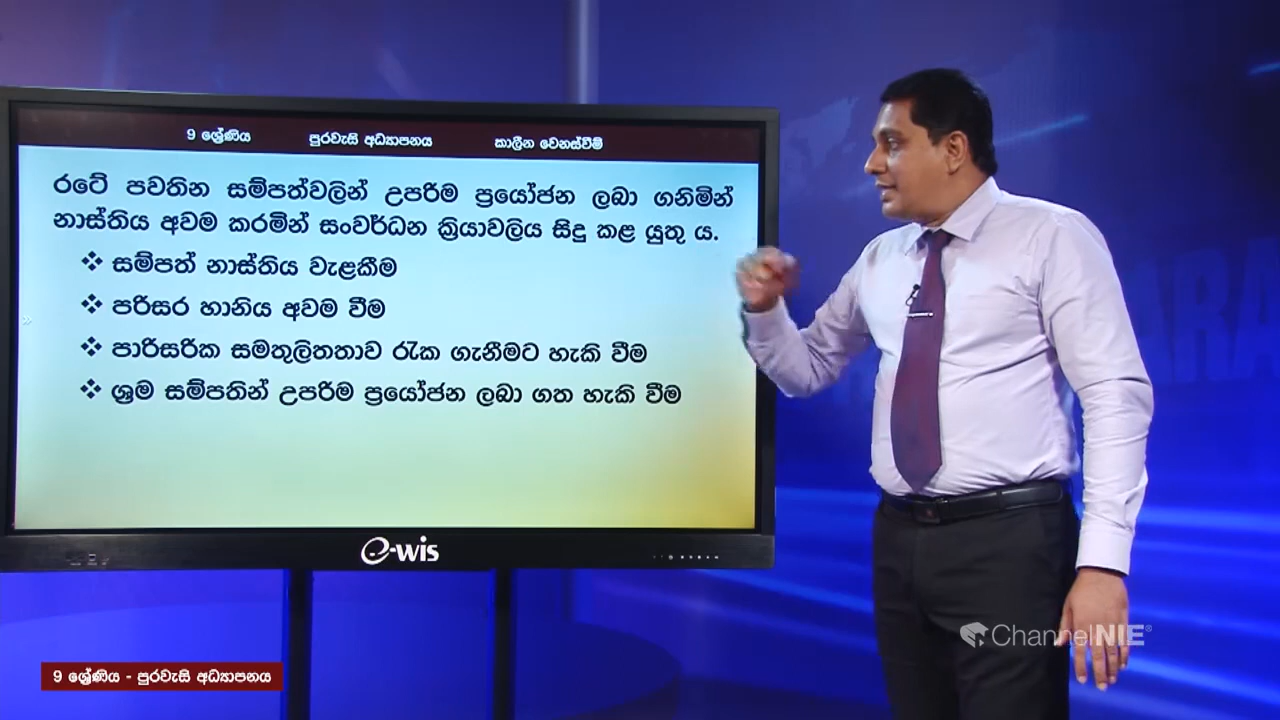 9 ශ්‍රේණිය පුරවැසි අධ්‍යාපනය කාලීන වෙනස්වීම්
රටේ පවතින සම්පත්වලින් උපරිම ප්‍රයෝජන ලබා ගනිමින්
නාස්තිය අවම කරමින් සංවර්ධන ක්‍රියාවලිය සිදු කළ යුතු ය.
❖ සම්පත් නාස්තිය වැළකීම
❖ පරිසර හානිය අවම වීම
❖ පාරිසරික සමතුලිතතාව රැක ගැනීමට හැකි වීම
❖ ශ්‍රම සම්පතින් උපරිම ප්‍රයෝජන ලබා ගත හැකි වීම
e-wis
ChannelNIE®
9 ශ්‍රේණිය - පුරවැසි අධ්‍යාපනය